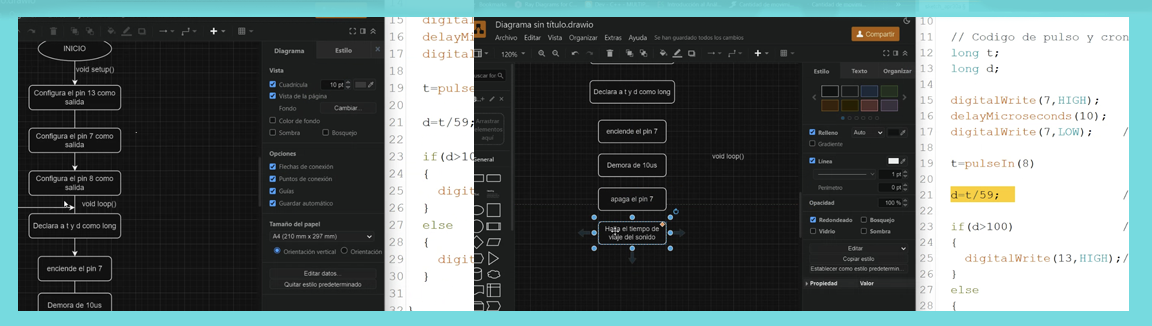 INICIO
void setup()
Configura el pin 13 como
salida
Configura el pin 7 como
salida
Configura el pin 8 como
salida
void loop()
Declara a t y d como long
enciende el pin 7
Demora de 10us
Diagrama
Estilo
Vista
Cuadrícula
10 pt
Vista de la página
Fondo
Cambiar...
Color de fondo
Sombra
Bosquejo
Opciones
Flechas de conexión
Puntos de conexión
Guías
Guardar automático
Tamaño del papel
A4 (210 mm x 297 mm)
Orientación vertical
Orientación
Editar datos...
Quitar estilo predeterminado
15 digital
16 delayMi
17 digital
18
19 t=pulse
20
21 d=t/59;
22
23 if(d>10
24 {
25 digit
26 }
27 else
28 {
29 digit
30 }
31
32 }
Diagrama sin título.drawio
Editar Vista Organizar Extras Ayuda
Se han guardado todos los cambios
Compartir
120%
uscar for
Arrastrar
elementos
aquí
General
Declara a t y d como long
enciende el pin 7
Demora de 10us
apaga el pin 7
Haga el tiempo de
viaje del sonido
void loop()
Estilo
Texto
Organizar
Relleno
Auto
Gradiente
Línea
1 pt
Perímetro
0 pt
Opacidad
100 %
Redondeado
Bosquejo
Vidrio
Sombra
Editar
Copiar estilo
Establecer como estilo predetermin...
Propiedad
Valor
10
11 // Codigo de pulso y cron
12 long t;
13 long d;
14
15 digitalWrite(7,HIGH);
16 delayMicroseconds(10);
17 digitalWrite(7,LOW); /
18
19 t=pulseIn(8)
20
21 d=t/59; /
22
23 if(d>100) /
24 {
25 digitalWrite(13,HIGH);/
26 }
27 else
28 {